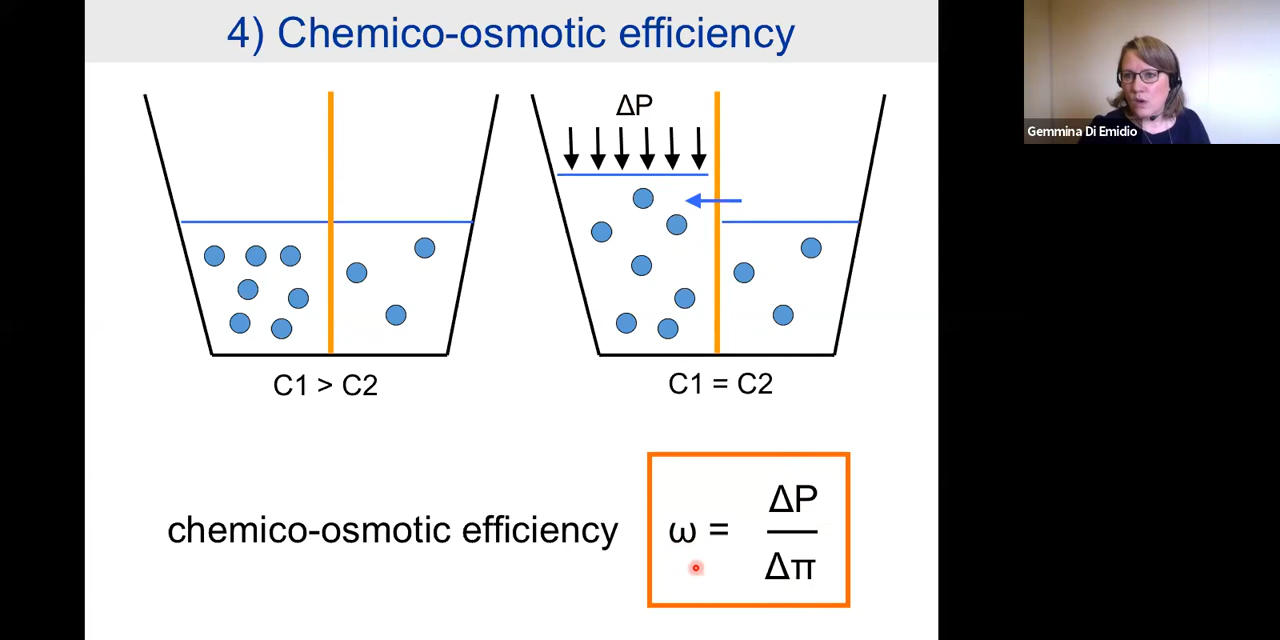 4) Chemico-osmotic efficiency
ΔP
C1 > C2
C1 = C2
chemico-osmotic efficiency
ω = ΔP
Δπ
Gemmina Di Emidio